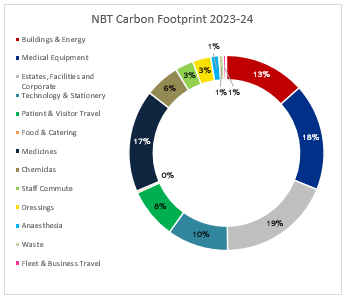 NBT Carbon Footprint 2023-24
Buildings & Energy
Medical Equipment
Estates, Facilities and
Corporate
Technology & Stationery
Patient & Visitor Travel
Food & Catering
Medicines
Chemicals
Staff Commute
Dressings
Anaesthesia
Waste
Fleet & Business Travel
13%
18%
19%
10%
8%
0%
17%
6%
3%
3%
1%
1%
1%